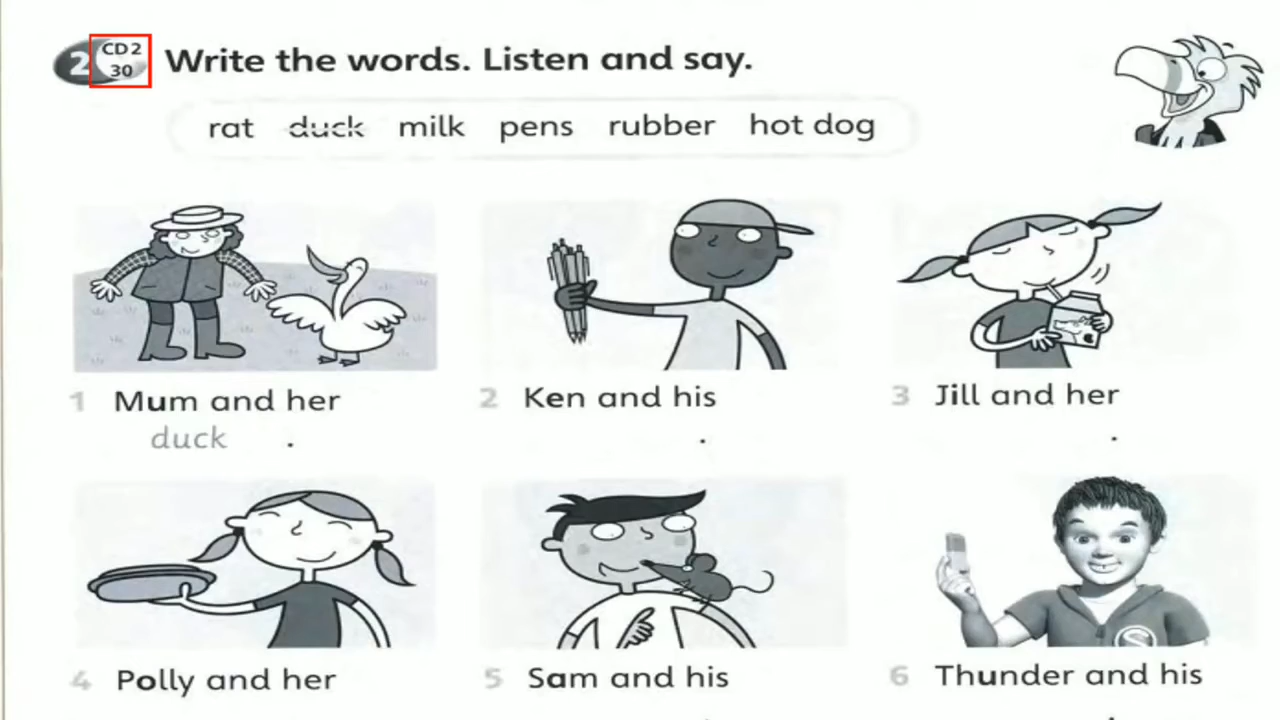 2 CD 2
30
Write the words. Listen and say.
rat duck milk pens rubber hot dog
1 Mum and her
duck .
2 Ken and his
.
3 Jill and her
.
4 Polly and her
5 Sam and his
6 Thunder and his
S